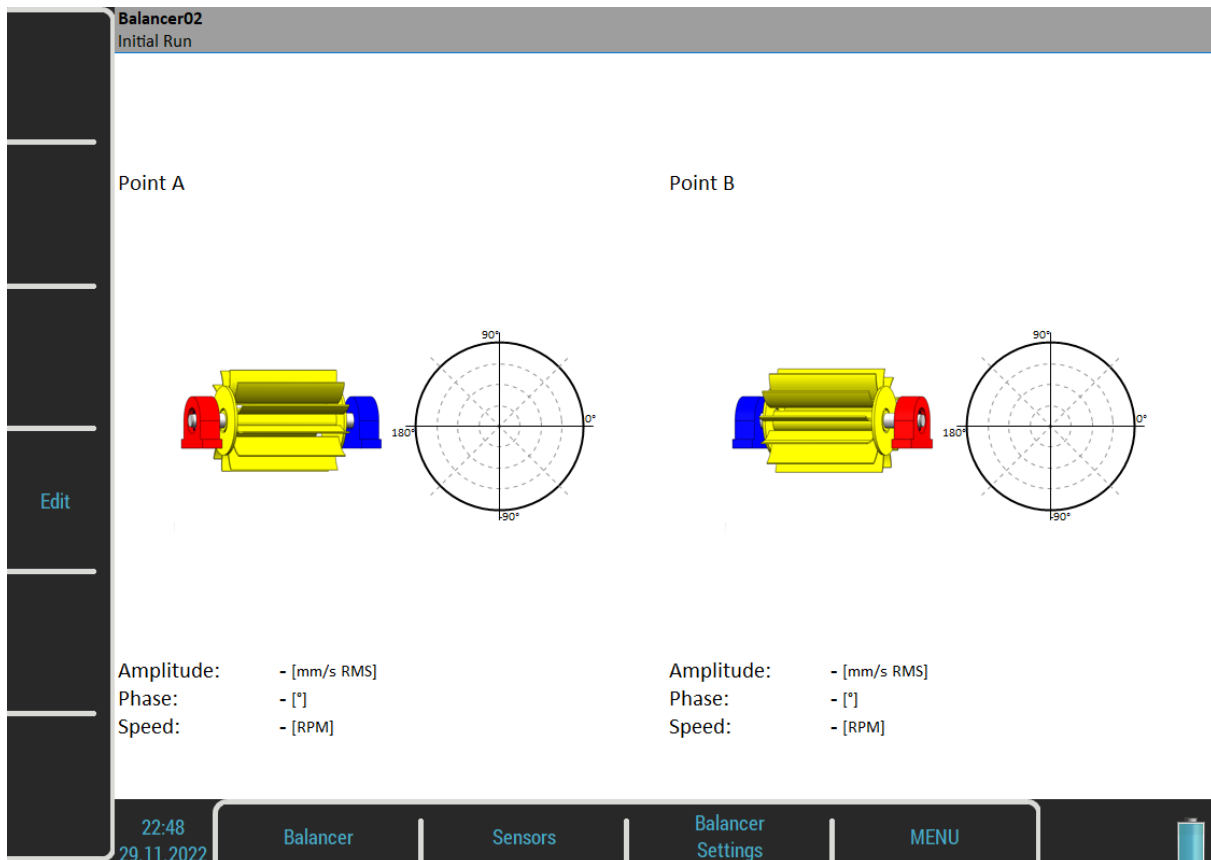 Balancer02
Initial Run
Point A
Point B
90°
0°
180°
-90°
90°
0°
180°
-90°
Edit
Amplitude: - [mm/s RMS]
Phase: - [°]
Speed: - [RPM]
Amplitude: - [mm/s RMS]
Phase: - [°]
Speed: - [RPM]
22:48
29.11.2022
Balancer
Sensors
Balancer
Settings
MENU